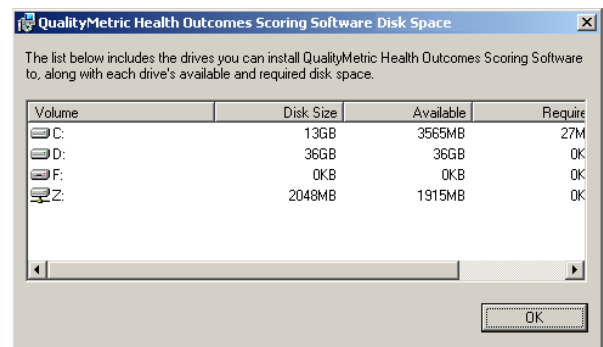 QualityMetric Health Outcomes Scoring Software Disk Space
The list below includes the drives you can install QualityMetric Health Outcomes Scoring Software
to, along with each drive's available and required disk space.
Volume Disk Size Available Require
C: 13GB 3565MB 27M
D: 36GB 36GB 0K
F: 0KB 0KB 0K
Z: 2048MB 1915MB 0K
OK